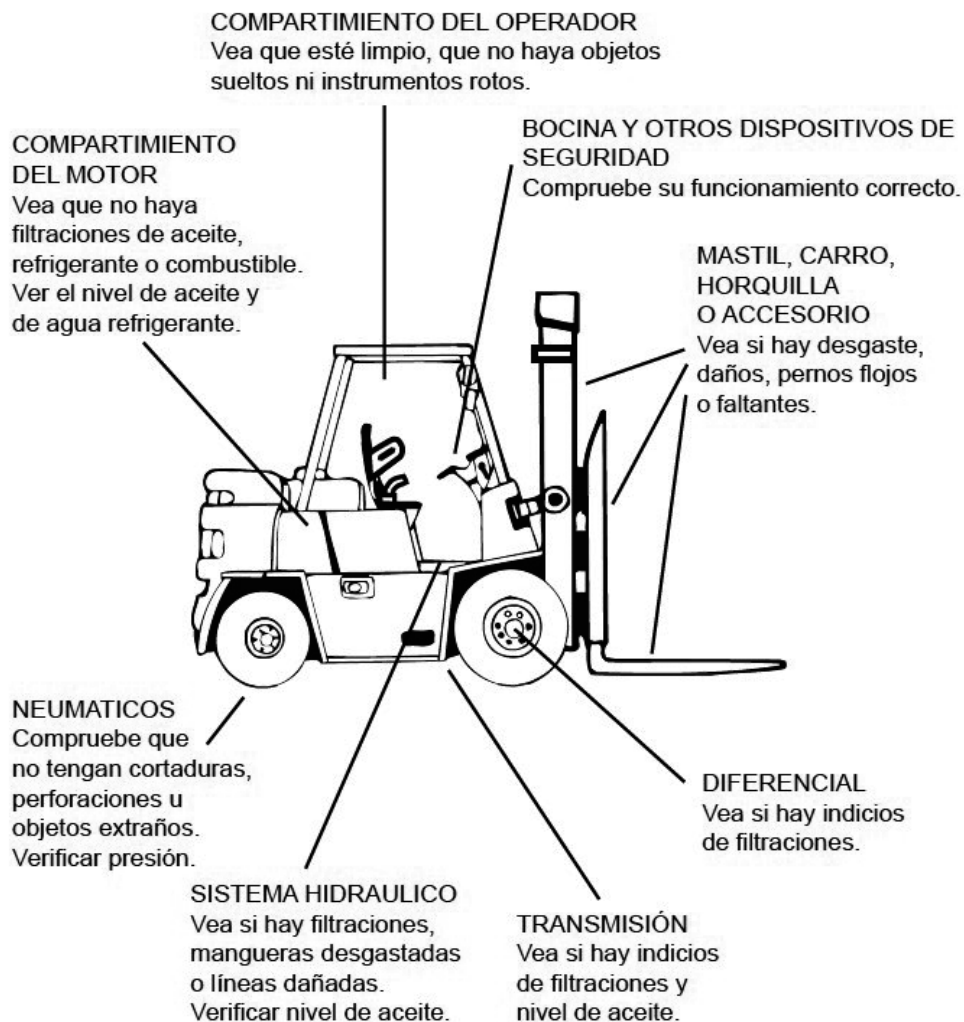 COMPARTIMIENTO DEL OPERADOR
Vea que esté limpio, que no haya objetos
sueltos ni instrumentos rotos.
COMPARTIMIENTO
DEL MOTOR
Vea que no haya
filtraciones de aceite,
refrigerante o combustible.
Ver el nivel de aceite y
de agua refrigerante.
BOCINA Y OTROS DISPOSITIVOS DE
SEGURIDAD
Compruebe su funcionamiento correcto.
MASTIL, CARRO,
HORQUILLA
O ACCESORIO
Vea si hay desgaste,
daños, pernos flojos
o faltantes.
NEUMATICOS
Compruebe que
no tengan cortaduras,
perforaciones u
objetos extraños.
Verificar presión.
DIFERENCIAL
Vea si hay indicios
de filtraciones.
SISTEMA HIDRAULICO
Vea si hay filtraciones,
mangueras desgastadas
o líneas dañadas.
Verificar nivel de aceite.
TRANSMISIÓN
Vea si hay indicios
de filtraciones y
nivel de aceite.